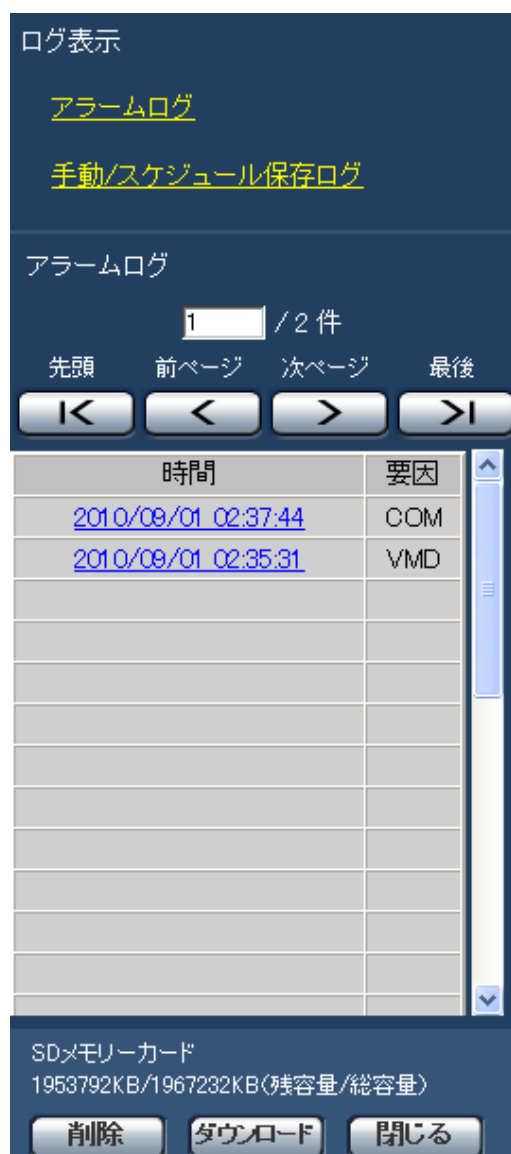 ログ表示
アラームログ
手動/スケジュール保存ログ
アラームログ
1 / 2 件
先頭 前ページ 次ページ 最後
|< < > >|
時間 要因
2010/09/01 02:37:44 COM
2010/09/01 02:35:31 VMD
SDメモリーカード
1953792KB/1967232KB(残容量/総容量)
削除 ダウンロード 閉じる